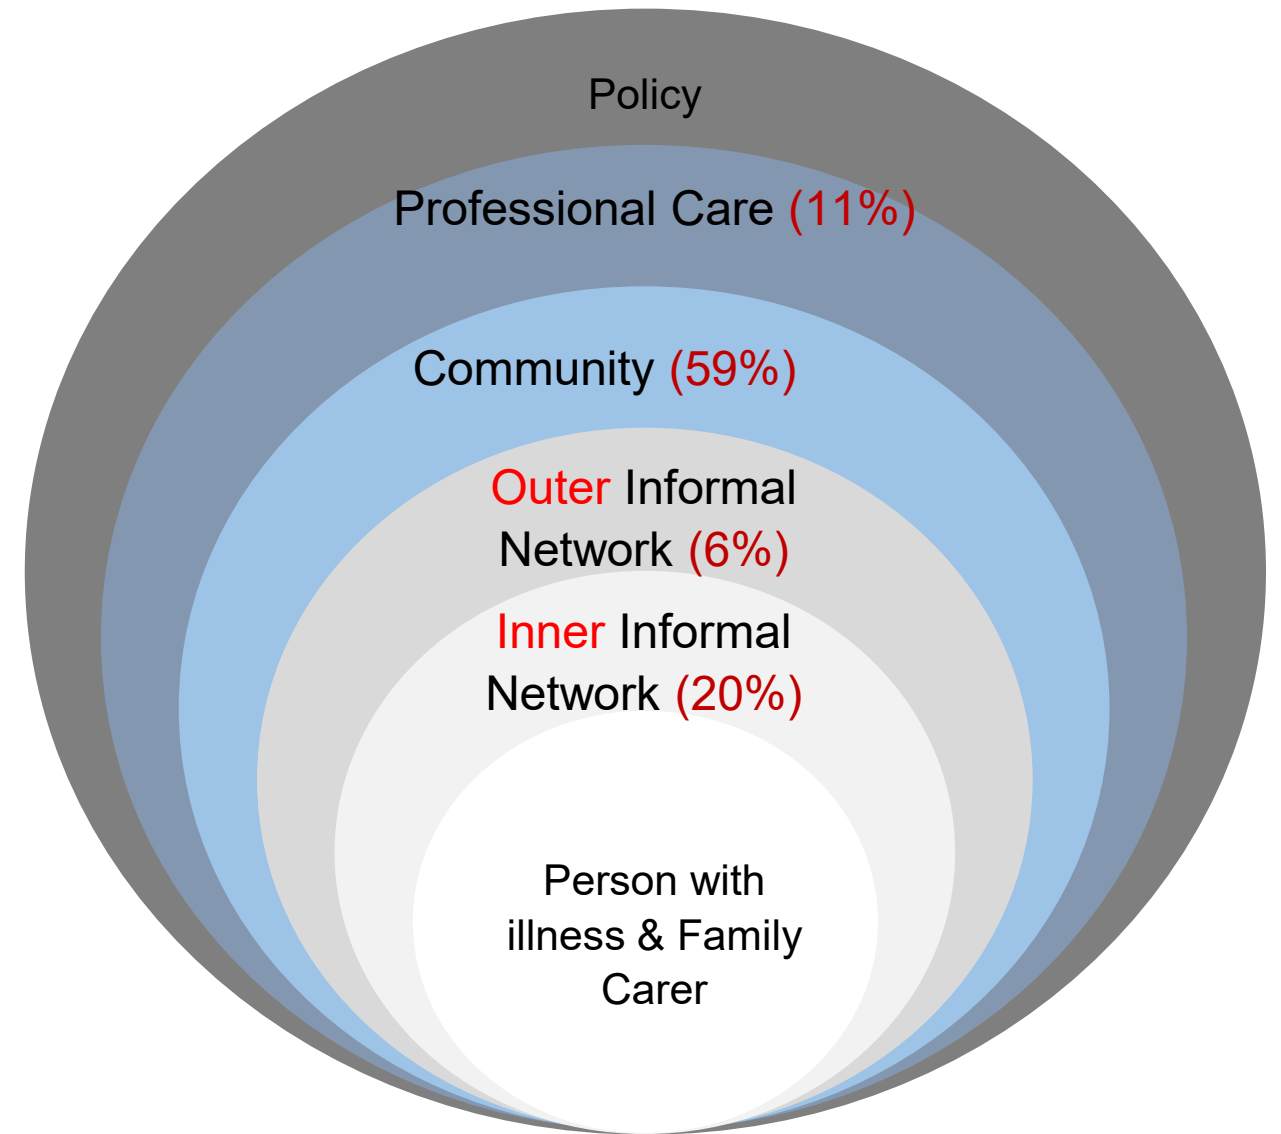 Policy
Professional Care (11%)
Community (59%)
Outer Informal
Network (6%)
Inner Informal
Network (20%)
Person with
illness & Family
Carer